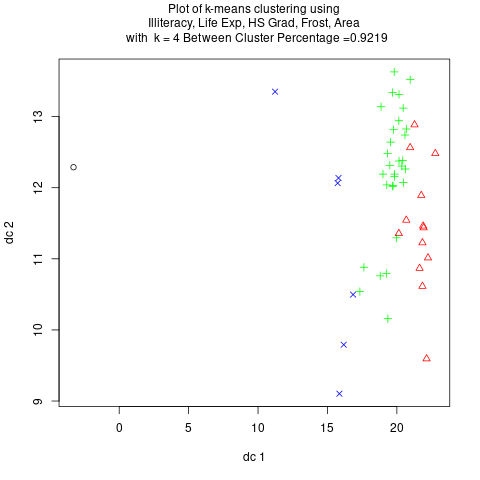 Plot of k-means clustering using
Illiteracy, Life Exp, HS Grad, Frost, Area
with  k = 4 Between Cluster Percentage =0.9219
13
12
11
10
9
dc 2
0
5
10
15
20
dc 1